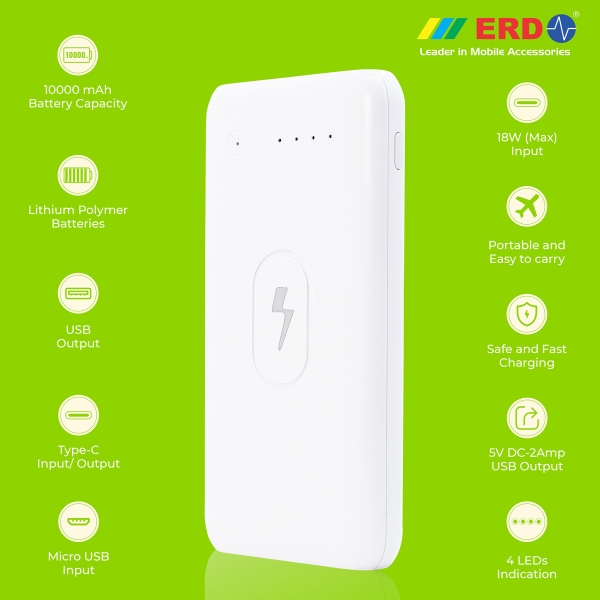 ERD®
Leader in Mobile Accessories
10000..
10000 mAh
Battery Capacity
Lithium Polymer
Batteries
USB
Output
Type-C
Input/ Output
Micro USB
Input
18W (Max)
Input
Portable and
Easy to carry
Safe and Fast
Charging
5V DC-2Amp
USB Output
4 LEDs
Indication